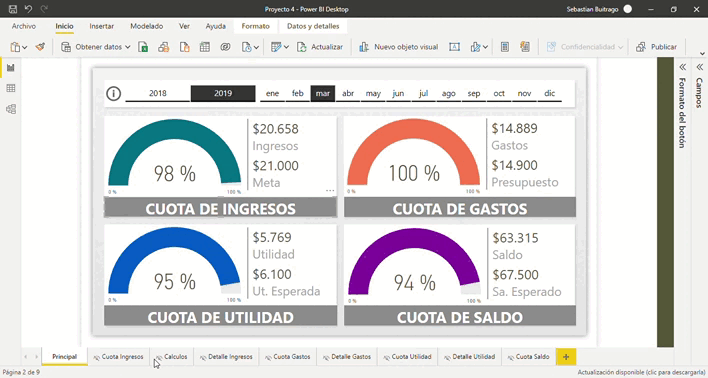 Proyecto 4 - Power BI Desktop
Sebastian Buitrago
Archivo Inicio Insertar Modelado Ver Ayuda Formato Datos y detalles
Obtener datos Actualizar Nuevo objeto visual Confidencialidad Publicar
2018 2019 ene feb mar abr may jun jul ago sep oct nov dic
98 %
0 % 100 %
$20.658
Ingresos
$21.000
Meta
CUOTA DE INGRESOS
100 %
0 % 100 %
$14.889
Gastos
$14.900
Presupuesto
CUOTA DE GASTOS
95 %
0 % 100 %
$5.769
Utilidad
$6.100
Ut. Esperada
CUOTA DE UTILIDAD
94 %
0 % 100 %
$63.315
Saldo
$67.500
Sa. Esperado
CUOTA DE SALDO
Formato del botón
Campos
Principal Cuota Ingresos Calculos Detalle Ingresos Cuota Gastos Detalle Gastos Cuota Utilidad Detalle Utilidad Cuota Saldo
Página 2 de 9
Actualización disponible (clic para descargarla)